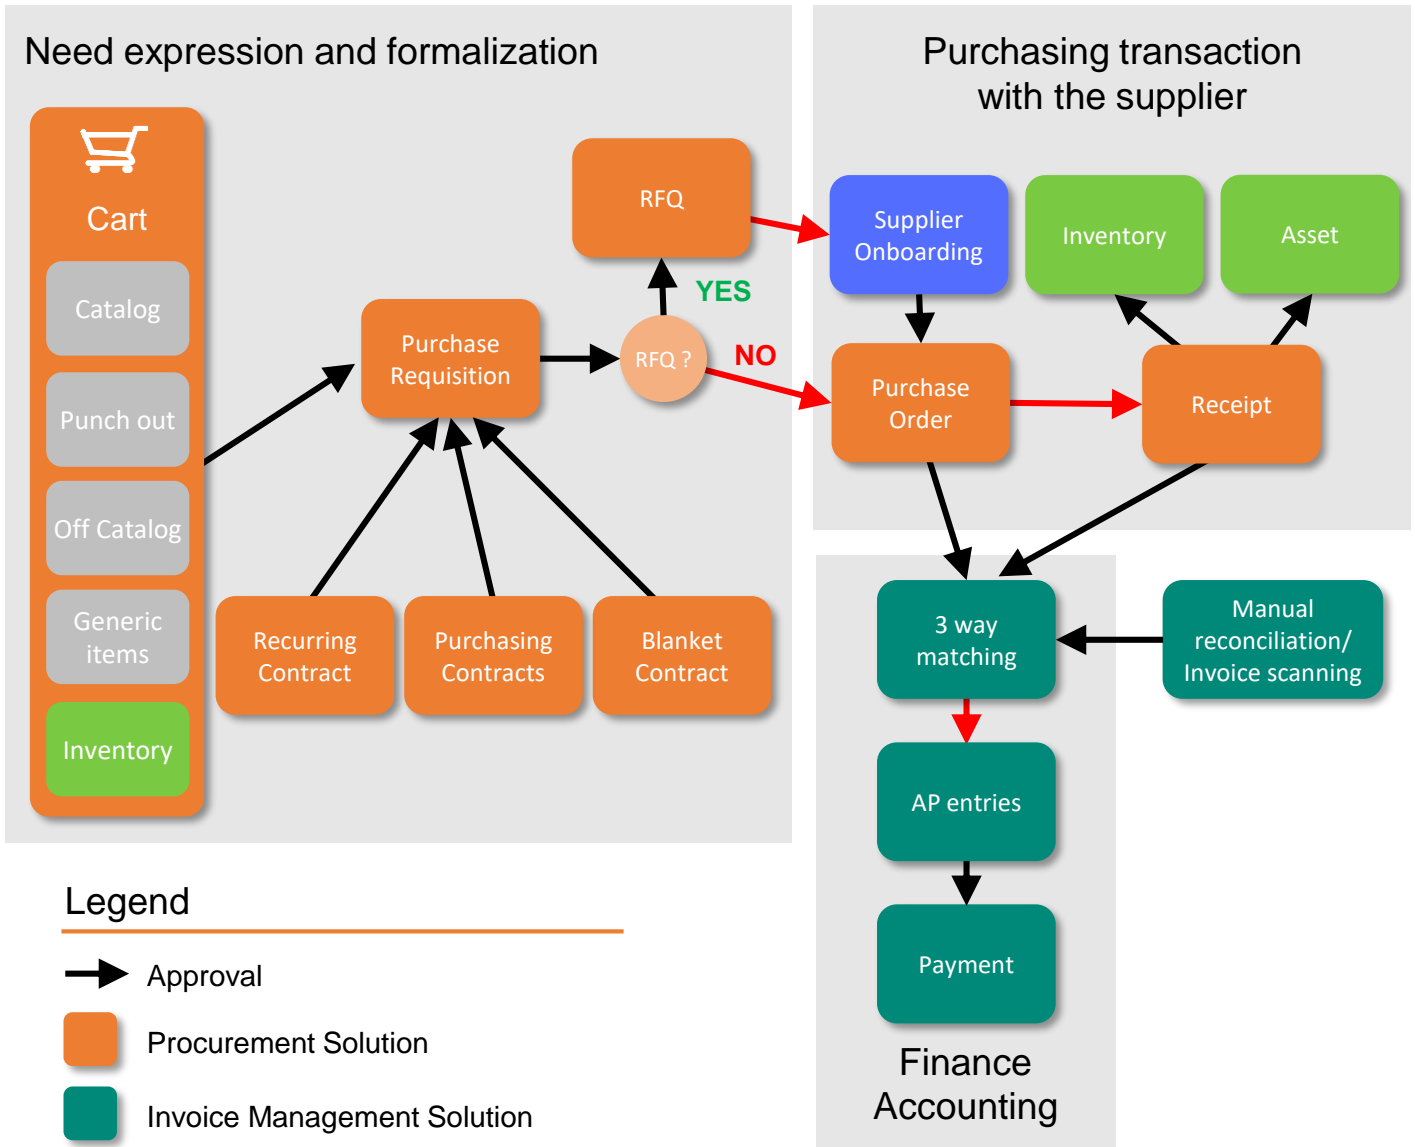 Need expression and formalization
Cart
Catalog
Punch out
Off Catalog
Generic
items
Inventory
Purchase
Requisition
RFQ
YES
RFQ ?
NO
Recurring
Contract
Purchasing
Contracts
Blanket
Contract
Purchasing transaction
with the supplier
Supplier
Onboarding
Inventory
Asset
Purchase
Order
Receipt
3 way
matching
Manual
reconciliation/
Invoice scanning
AP entries
Payment
Finance
Accounting
Legend
Approval
Procurement Solution
Invoice Management Solution